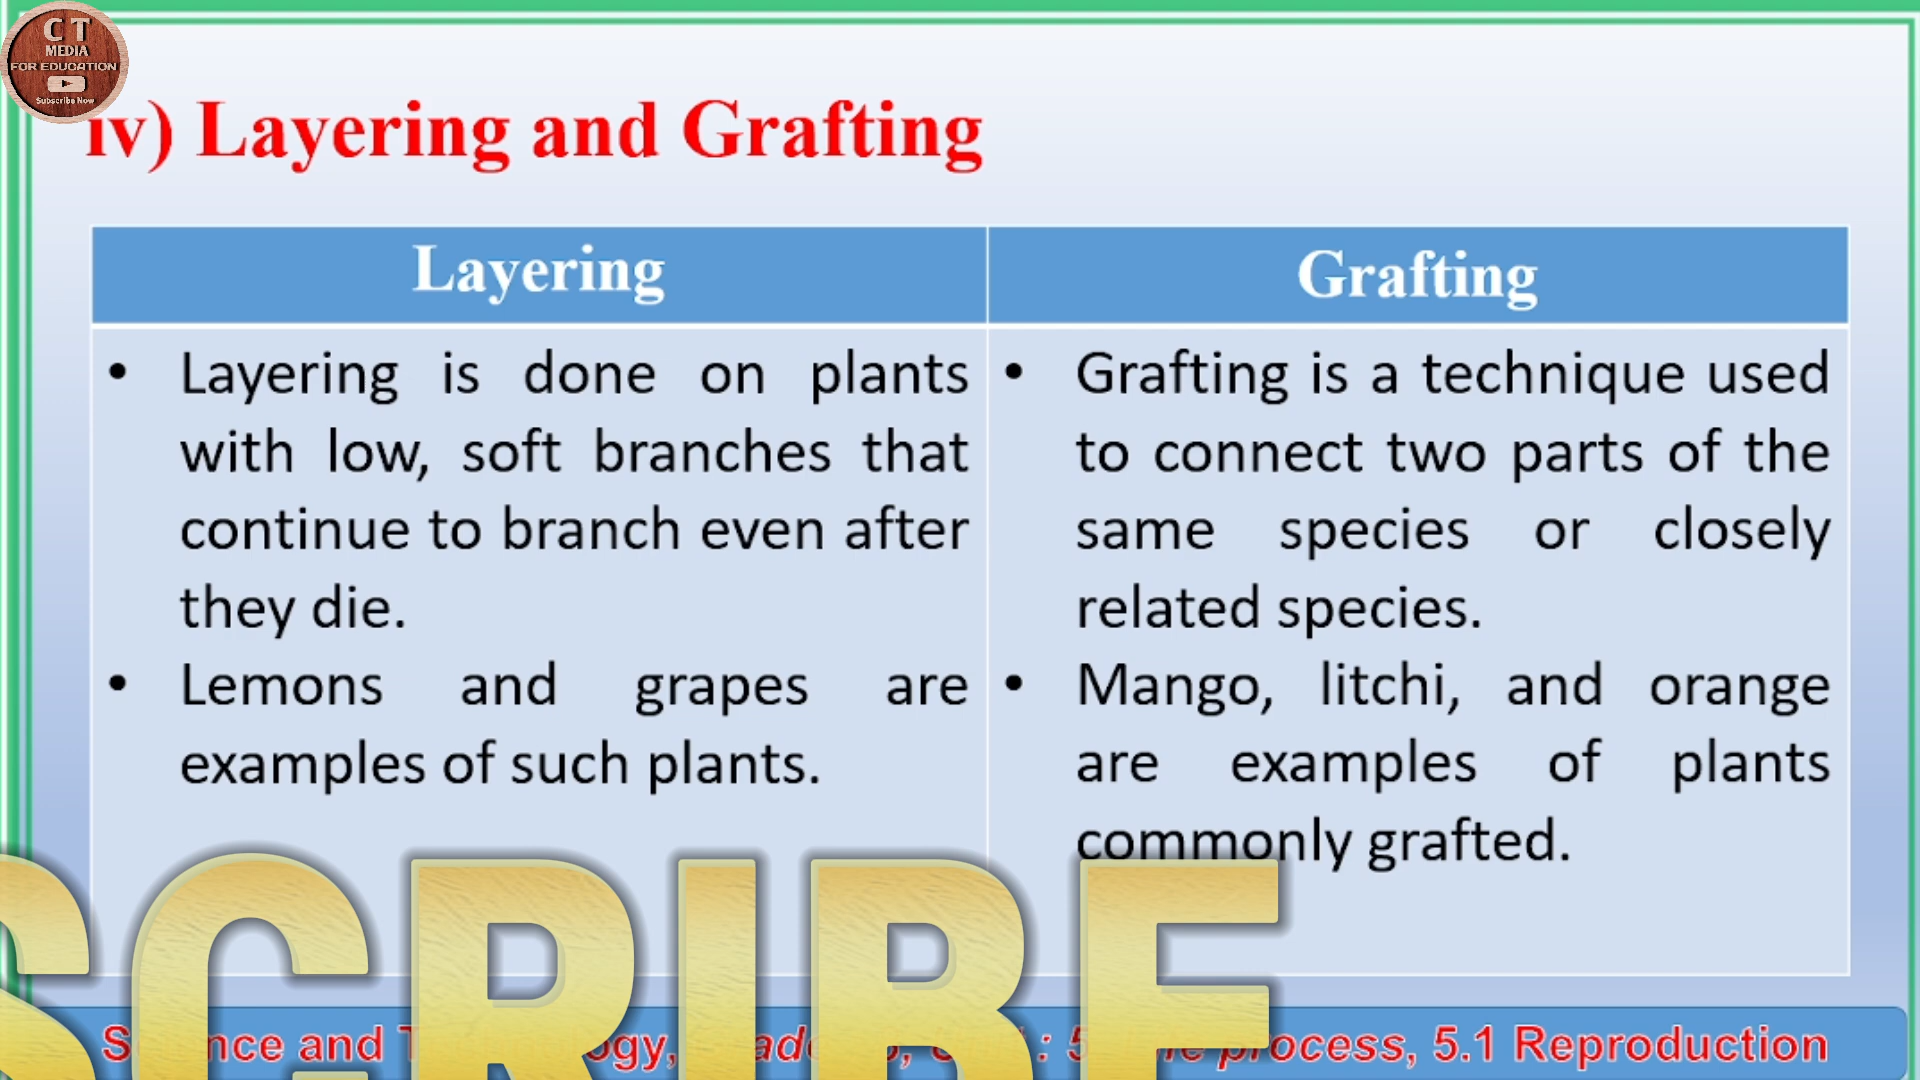 C T
MEDIA
FOR EDUCATION
Subscribe Now
iv) Layering and Grafting
Layering
• Layering is done on plants
with low, soft branches that
continue to branch even after
they die.
• Lemons and grapes are
examples of such plants.
Grafting
• Grafting is a technique used
to connect two parts of the
same species or closely
related species.
• Mango, litchi, and orange
are examples of plants
commonly grafted.
SCRIBE
and process, 5.1 Reproduction